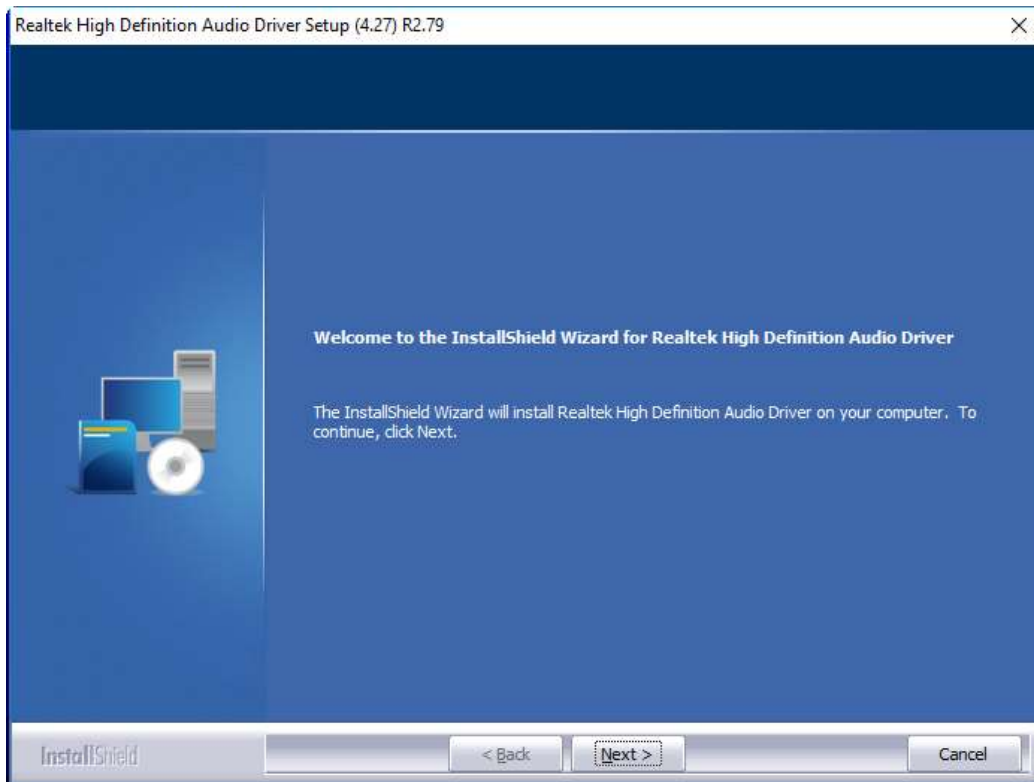 Realtek High Definition Audio Driver Setup (4.27) R2.79
Welcome to the InstallShield Wizard for Realtek High Definition Audio Driver
The InstallShield Wizard will install Realtek High Definition Audio Driver on your computer. To
continue, click Next.
InstallShield
< Back
Next >
Cancel